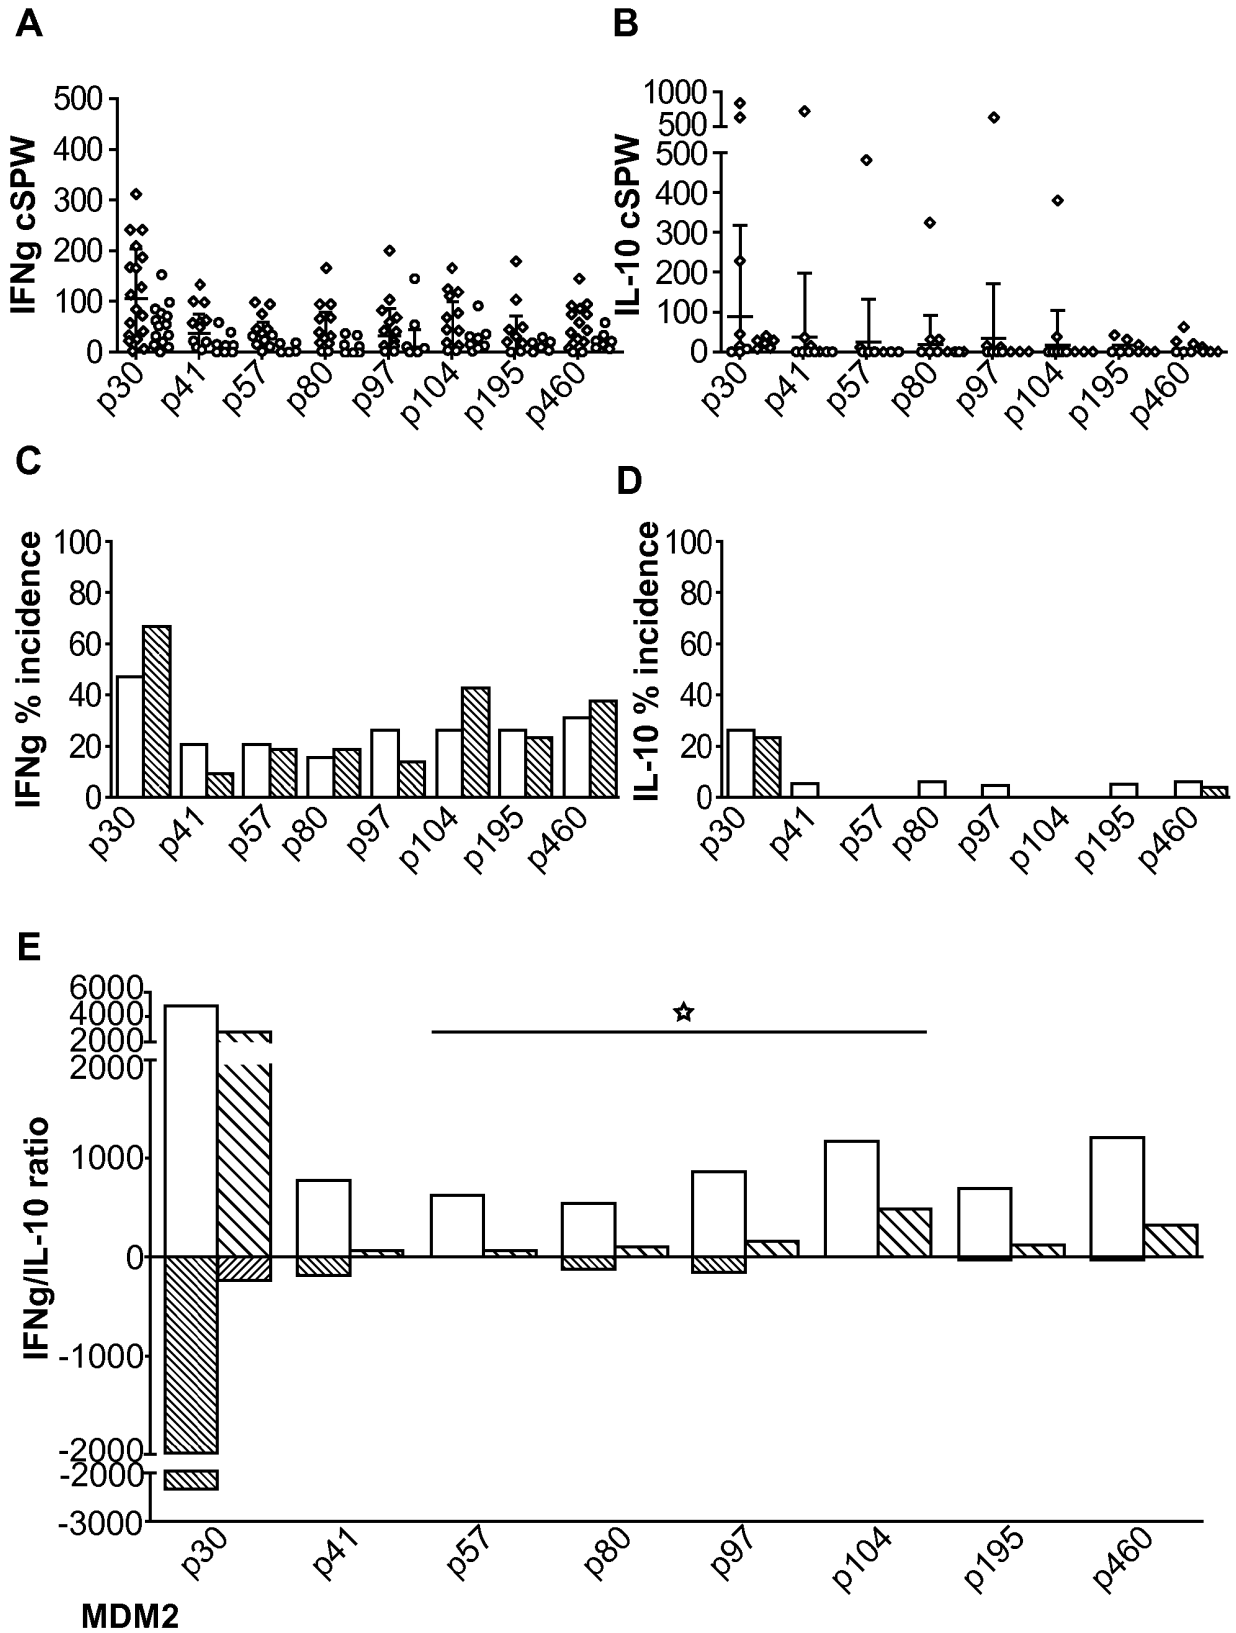 A
B
IFNg cSPW
500
400
300
200
100
0
p30
p41
p57
p80
p97
p104
p195
p460
IL-10 cSPW
1000
500
500
400
300
200
100
0
p30
p41
p57
p80
p97
p104
p195
p460
C
D
IFNg % incidence
100
80
60
40
20
0
p30
p41
p57
p80
p97
p104
p195
p460
IL-10 % incidence
100
80
60
40
20
0
p30
p41
p57
p80
p97
p104
p195
p460
E
IFNg/IL-10 ratio
6000
4000
2000
2000
1000
0
-1000
-2000
-2000
-3000
p30
p41
p57
p80
p97
p104
p195
p460
MDM2